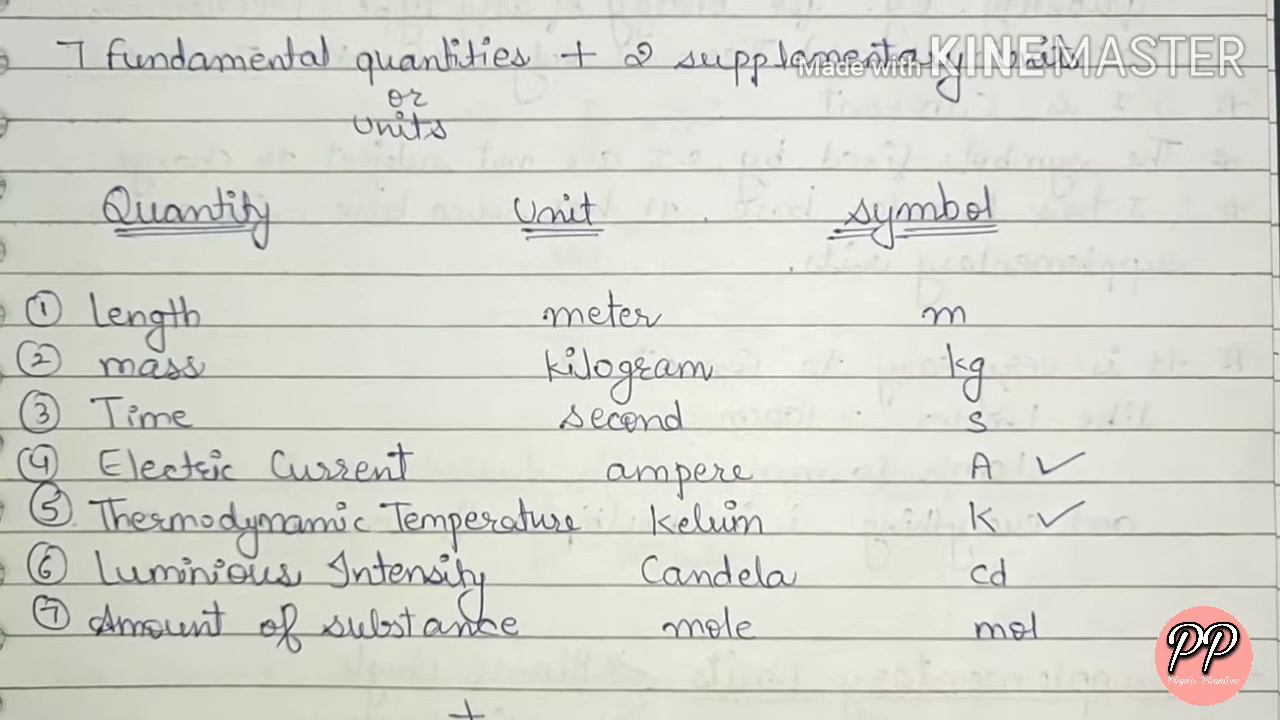 7 fundamental quantities + 2 supplementary units
or
units
Made with KINEMASTER
Quantity Unit Symbol
① Length meter m
② mass kilogram kg
③ Time second s
④ Electric Current ampere A ✓
⑤ Thermodynamic Temperature Kelvin K ✓
⑥ Luminious Intensity Candela cd
⑦ Amount of substance mole mol
+
PP